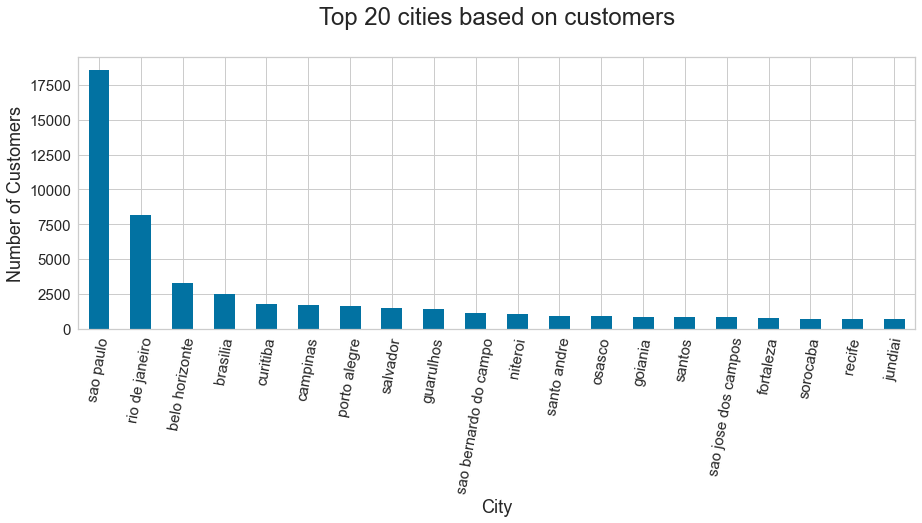 Top 20 cities based on customers
Number of Customers
17500
15000
12500
10000
7500
5000
2500
0
sao paulo
rio de janeiro
belo horizonte
brasilia
curitiba
campinas
porto alegre
salvador
guarulhos
sao bernardo do campo
niteroi
santo andre
osasco
goiania
santos
sao jose dos campos
fortaleza
sorocaba
recife
jundiai
City